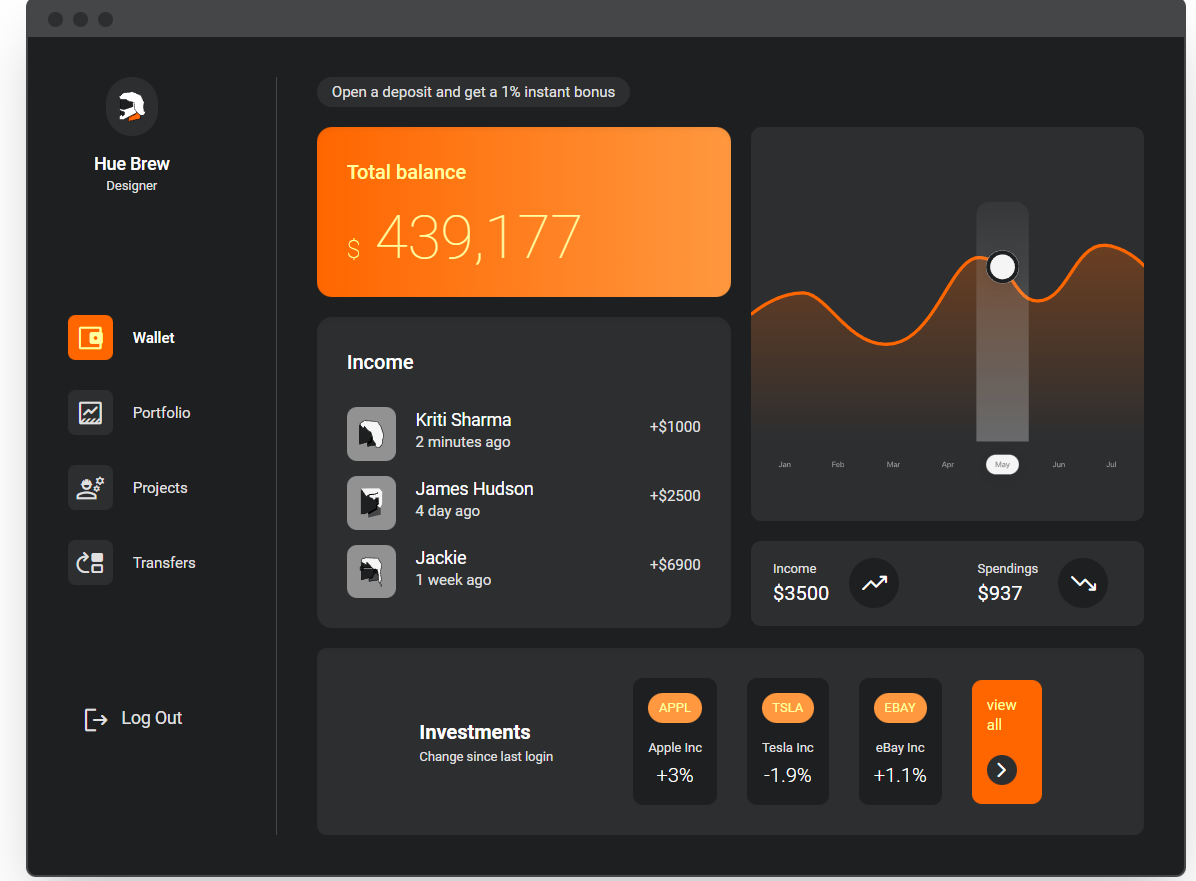 Hue Brew
Designer
Wallet
Portfolio
Projects
Transfers
Log Out
Open a deposit and get a 1% instant bonus
Total balance
$ 439,177
Income
Kriti Sharma
2 minutes ago
+$1000
James Hudson
4 day ago
+$2500
Jackie
1 week ago
+$6900
Jan Feb Mar Apr May Jun Jul
Income
$3500
Spendings
$937
Investments
Change since last login
APPL
Apple Inc
+3%
TSLA
Tesla Inc
-1.9%
EBAY
eBay Inc
+1.1%
view
all